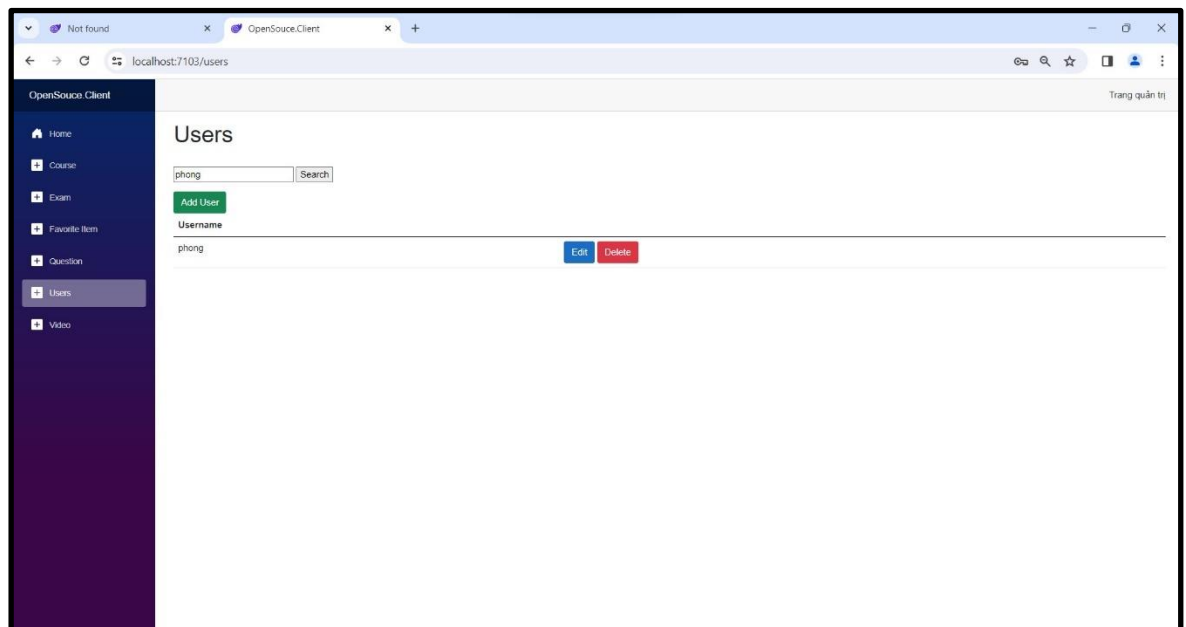 Not found
OpenSouce.Client
localhost:7103/users
OpenSouce.Client
Trang quản trị
Home
Course
Exam
Favorite Item
Question
Users
Video
Users
phong Search
Add User
Username
phong Edit Delete